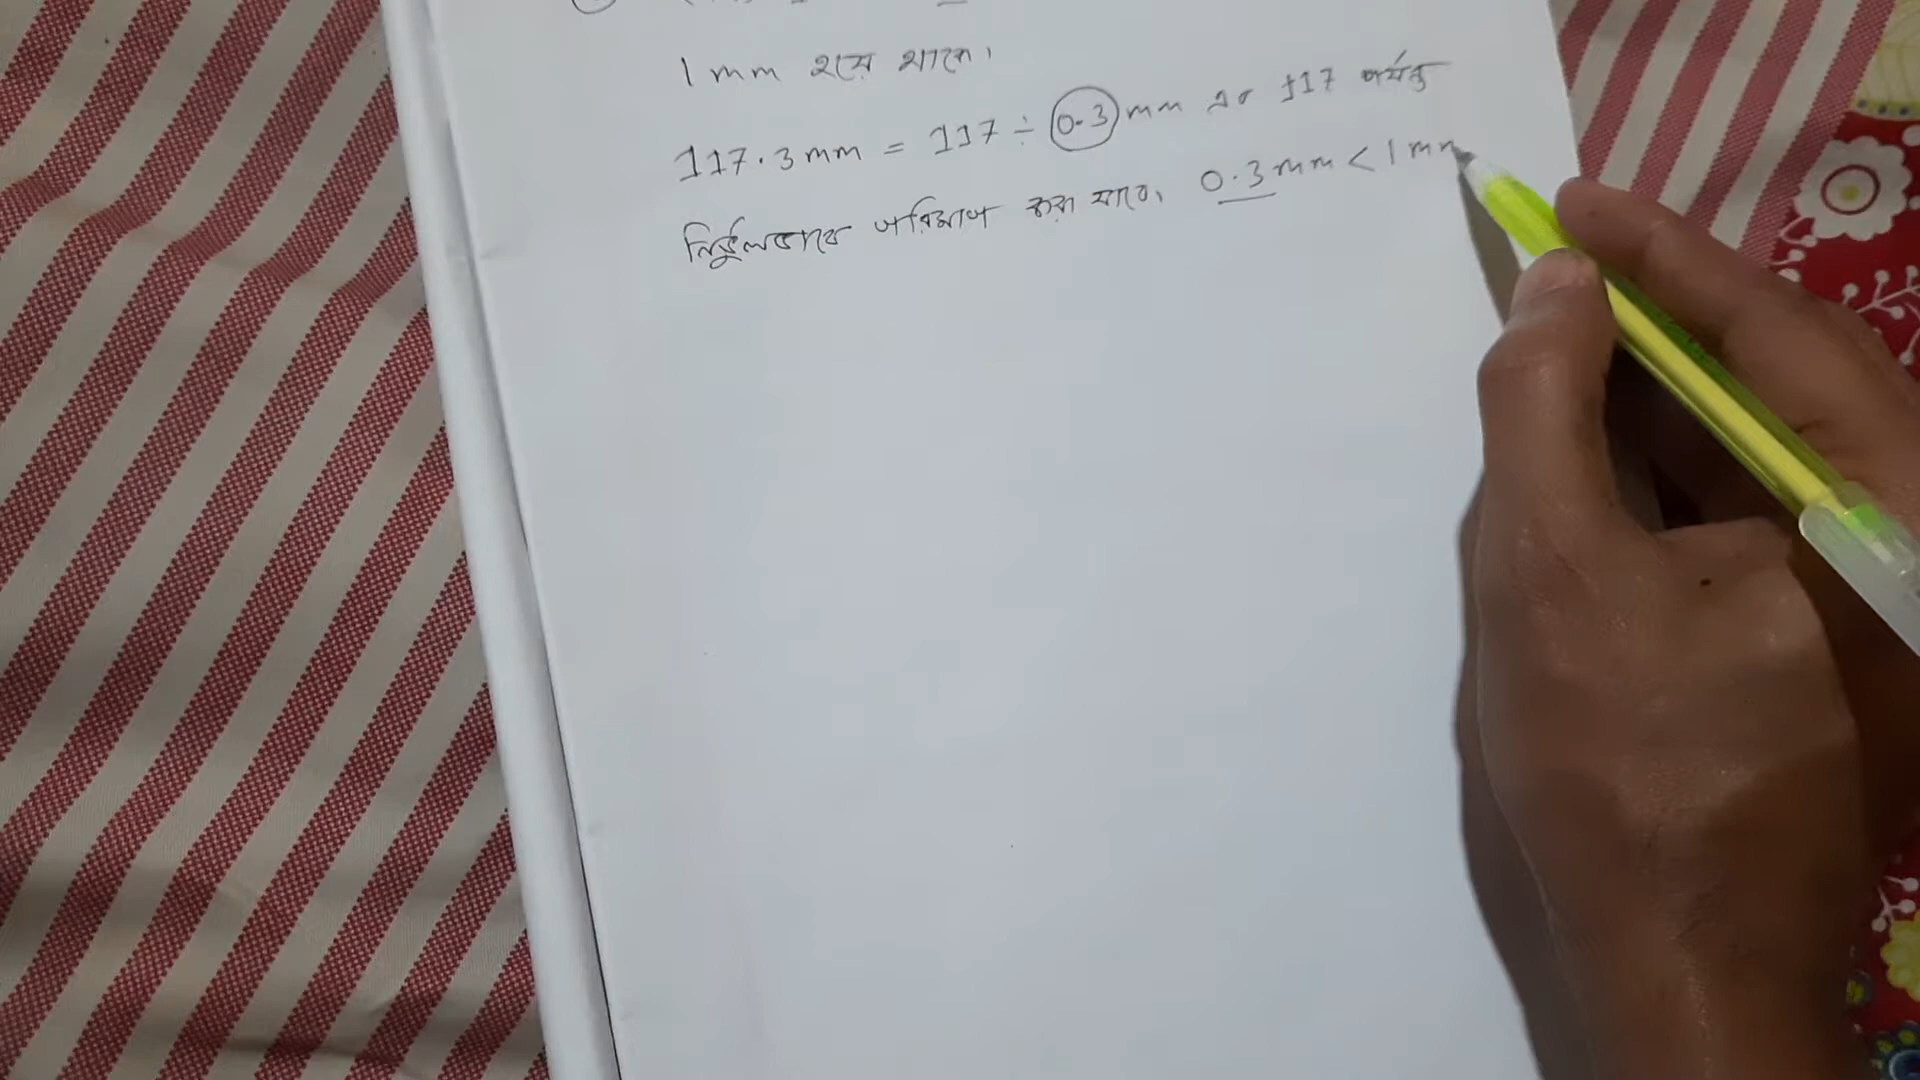 1 mm হয়ে থাকে।
117.3 mm = 117 ÷ 0.3 mm এর 117 পর্যন্ত
নির্ভুলভাবে পরিমাপ করা যাবে, 0.3 mm < 1 mm